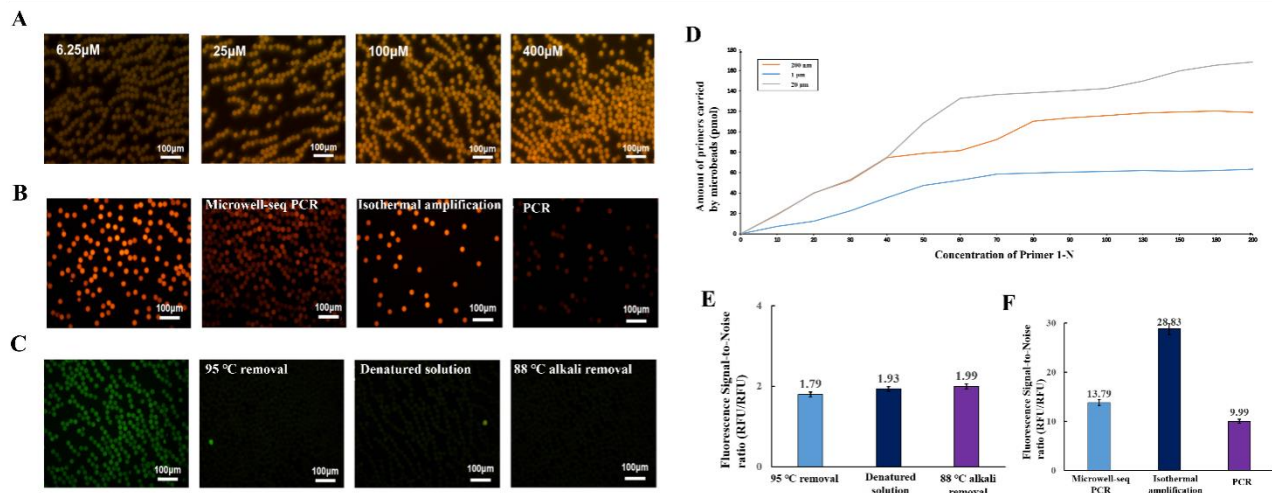 A
6.25µM
25µM
100µM
400µM
100µm
100µm
100µm
100µm
B
Microwell-seq PCR
Isothermal amplification
PCR
100µm
100µm
100µm
100µm
C
95 °C removal
Denatured solution
88 °C alkali removal
100µm
100µm
100µm
100µm
D
180
160
140
120
100
80
60
40
20
0
200 nm
1 µm
20 µm
Amount of primers carried
by microbeads (pmol)
0 10 20 30 40 50 60 70 80 90 100 130 150 180 200
Concentration of Primer 1-N
E
Fluorescence Signal-to-Noise
ratio (RFU/RFU)
4
2
0
1.79
1.93
1.99
95 °C removal
Denatured
solution
88 °C alkali
removal
F
Fluorescence Signal-to-Noise
ratio (RFU/RFU)
30
20
10
0
13.79
28.83
9.99
Microwell-seq
PCR
Isothermal
amplification
PCR